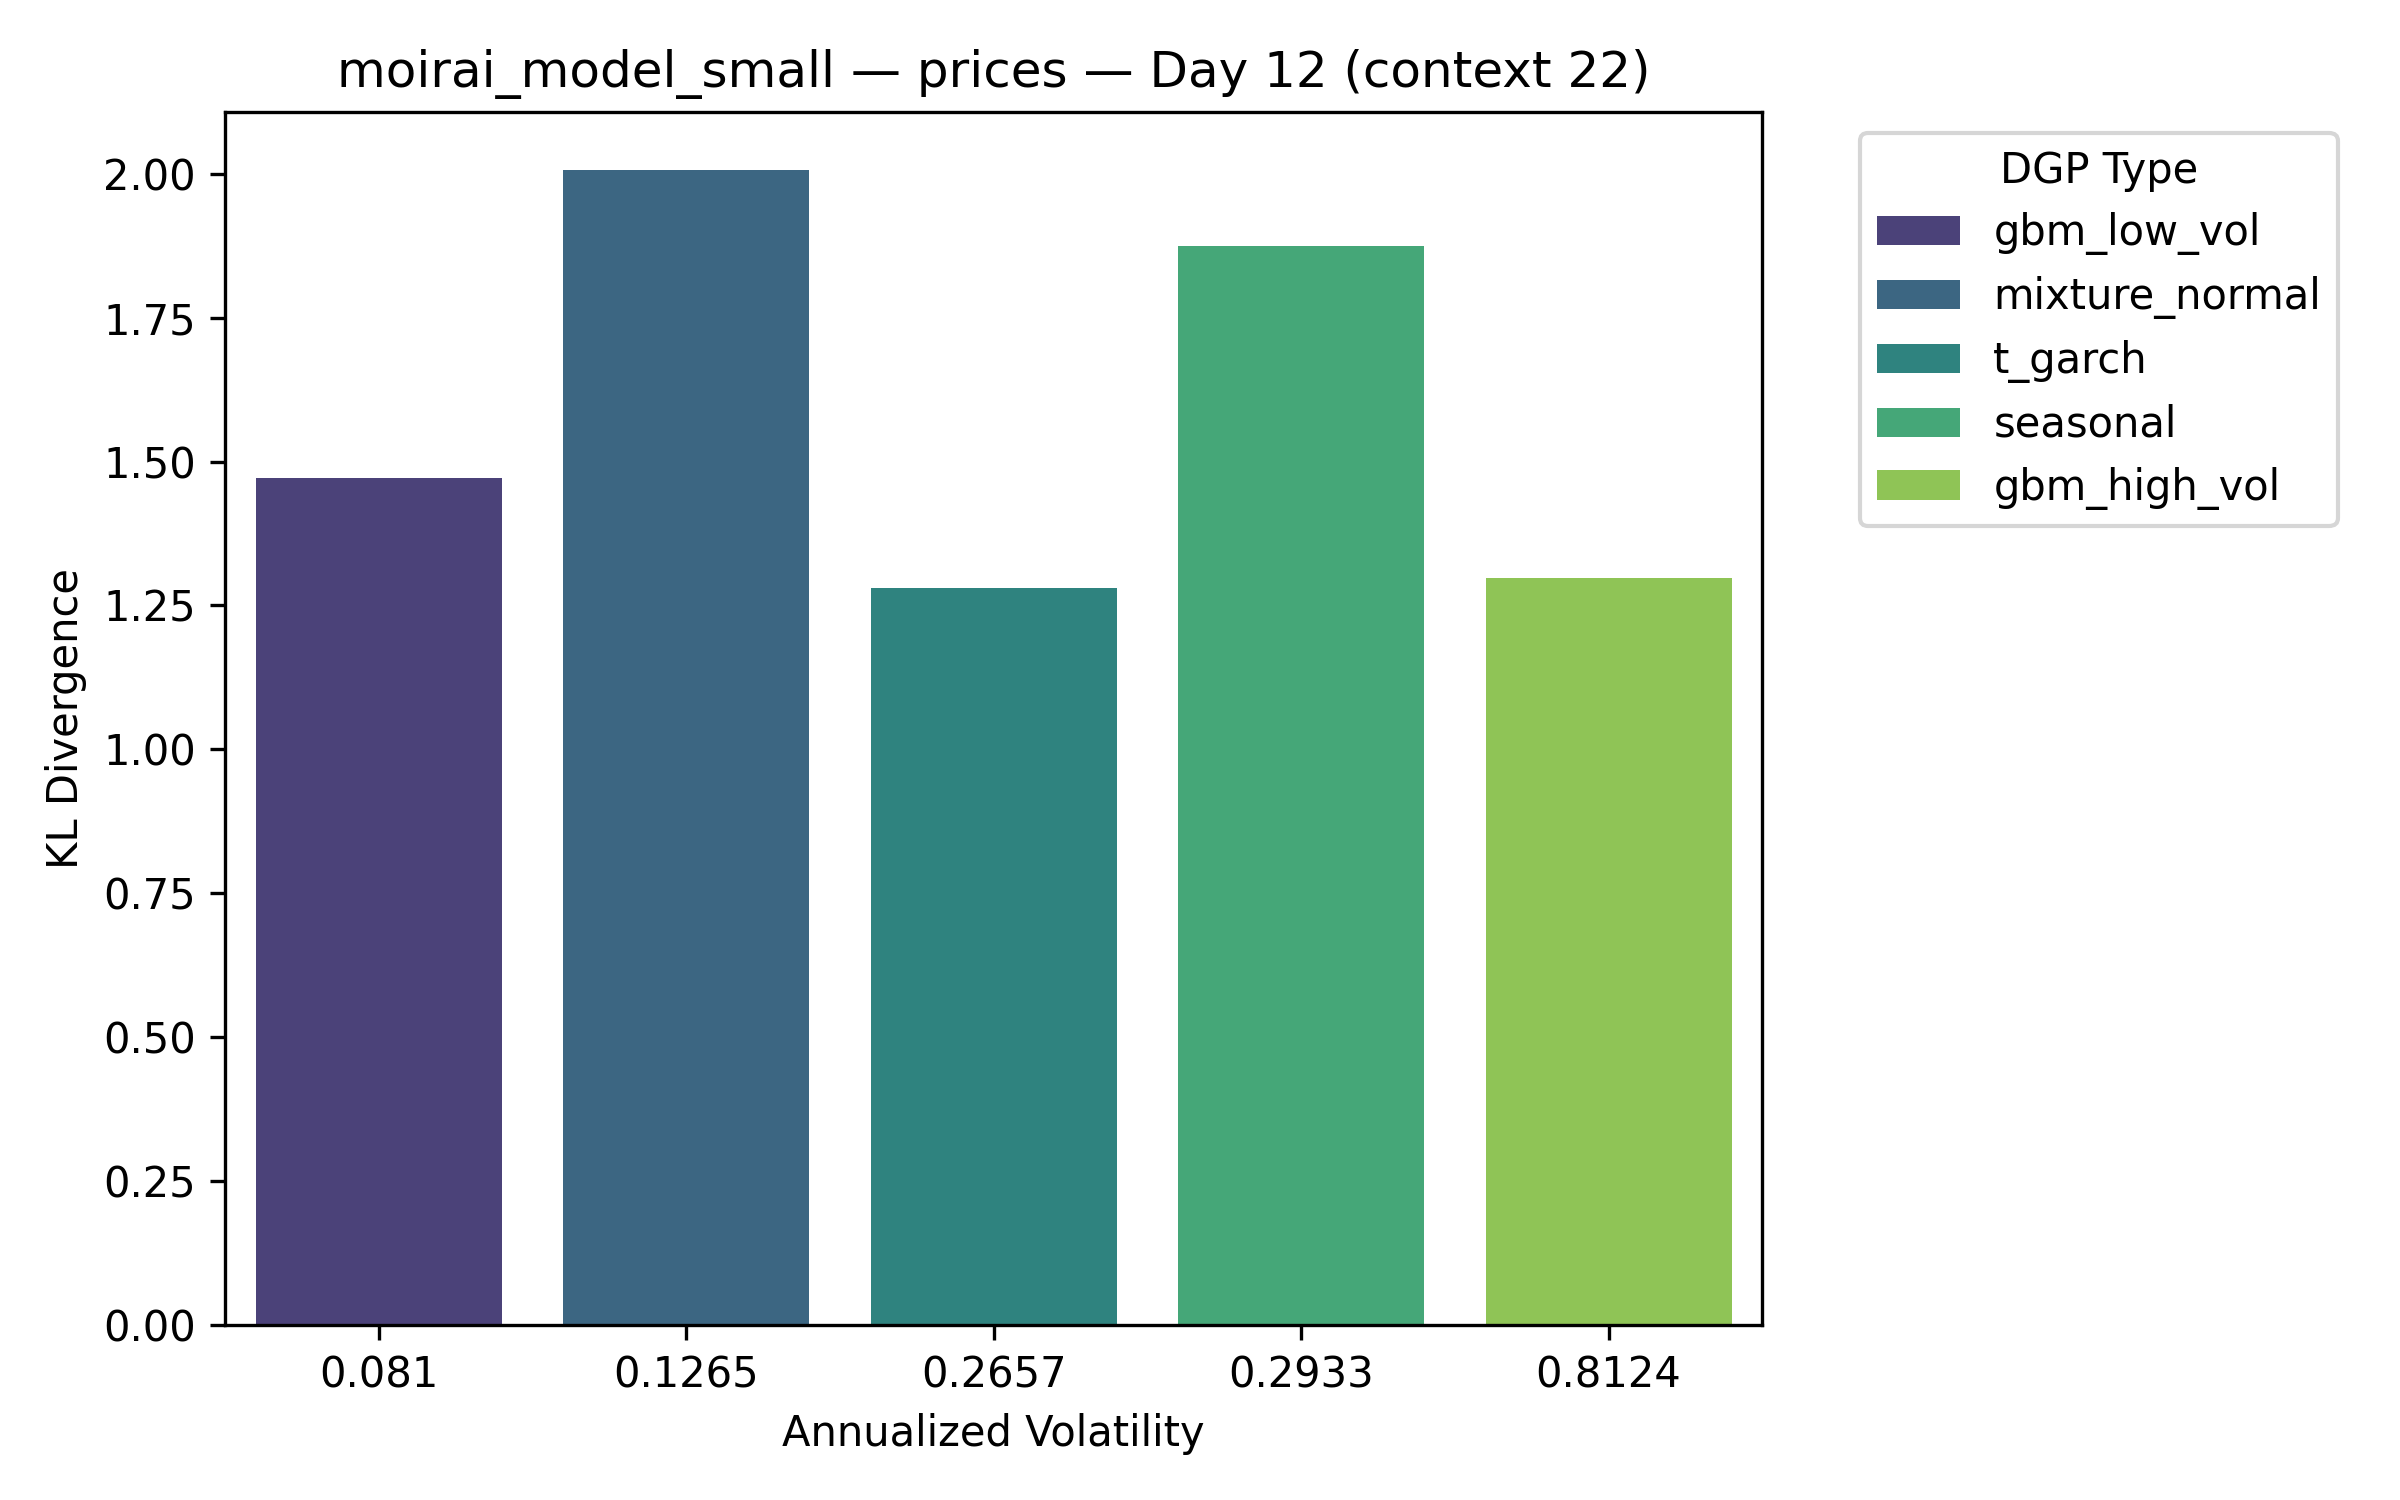 moirai_model_small — prices — Day 12 (context 22)
KL Divergence
2.00
1.75
1.50
1.25
1.00
0.75
0.50
0.25
0.00
0.081 0.1265 0.2657 0.2933 0.8124
Annualized Volatility
DGP Type
gbm_low_vol
mixture_normal
t_garch
seasonal
gbm_high_vol